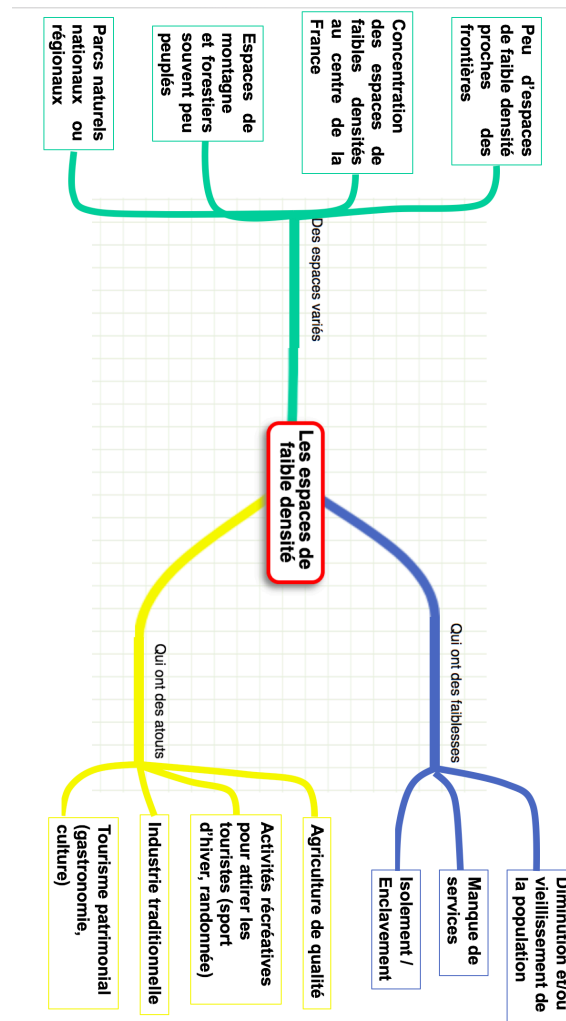 Peu d'espaces
de faible densité
proches des
frontières
Concentration
des espaces de
faibles densités
au centre de la
France
Espaces de
montagne
et forestiers
souvent peu
peuplés
Parcs naturels
nationaux ou
régionaux
Des espaces variés
Les espaces de
faible densité
Qui ont des faiblesses
Diminution et/ou
vieillissement de
la population
Manque de
services
Isolement /
Enclavement
Qui ont des atouts
Agriculture de qualité
Activités récréatives
pour attirer les
touristes (sport
d'hiver, randonnée)
Industrie traditionnelle
Tourisme patrimonial
(gastronomie,
culture)